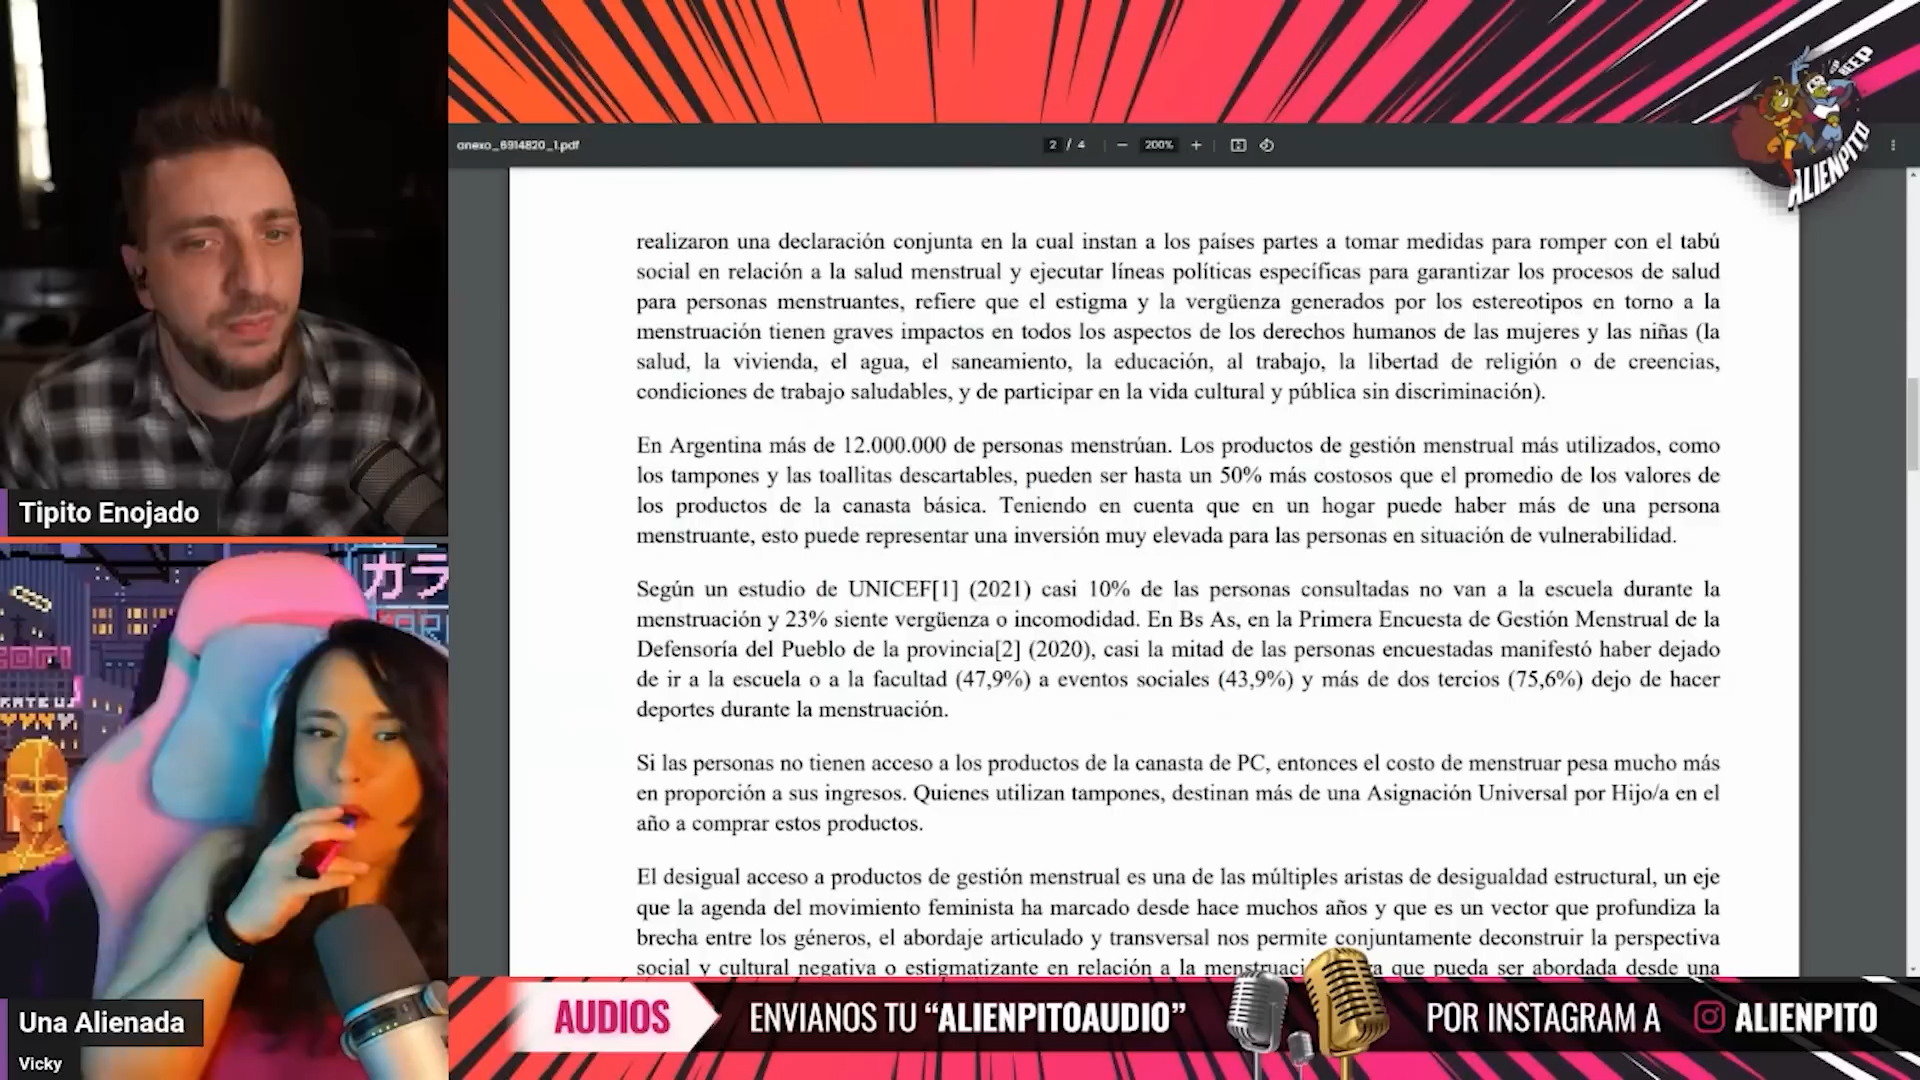 BEEP
ALIENPITO
anexo_6914820_1.pdf
2 / 4
200%
realizaron una declaración conjunta en la cual instan a los países partes a tomar medidas para romper con el tabú
social en relación a la salud menstrual y ejecutar líneas políticas específicas para garantizar los procesos de salud
para personas menstruantes, refiere que el estigma y la vergüenza generados por los estereotipos en torno a la
menstruación tienen graves impactos en todos los aspectos de los derechos humanos de las mujeres y las niñas (la
salud, la vivienda, el agua, el saneamiento, la educación, al trabajo, la libertad de religión o de creencias,
condiciones de trabajo saludables, y de participar en la vida cultural y pública sin discriminación).
En Argentina más de 12.000.000 de personas menstrúan. Los productos de gestión menstrual más utilizados, como
los tampones y las toallitas descartables, pueden ser hasta un 50% más costosos que el promedio de los valores de
los productos de la canasta básica. Teniendo en cuenta que en un hogar puede haber más de una persona
menstruante, esto puede representar una inversión muy elevada para las personas en situación de vulnerabilidad.
Según un estudio de UNICEF[1] (2021) casi 10% de las personas consultadas no van a la escuela durante la
menstruación y 23% siente vergüenza o incomodidad. En Bs As, en la Primera Encuesta de Gestión Menstrual de la
Defensoría del Pueblo de la provincia[2] (2020), casi la mitad de las personas encuestadas manifestó haber dejado
de ir a la escuela o a la facultad (47,9%) a eventos sociales (43,9%) y más de dos tercios (75,6%) dejo de hacer
deportes durante la menstruación.
Si las personas no tienen acceso a los productos de la canasta de PC, entonces el costo de menstruar pesa mucho más
en proporción a sus ingresos. Quienes utilizan tampones, destinan más de una Asignación Universal por Hijo/a en el
año a comprar estos productos.
El desigual acceso a productos de gestión menstrual es una de las múltiples aristas de desigualdad estructural, un eje
que la agenda del movimiento feminista ha marcado desde hace muchos años y que es un vector que profundiza la
brecha entre los géneros, el abordaje articulado y transversal nos permite conjuntamente deconstruir la perspectiva
social y cultural negativa o estigmatizante en relación a la que pueda ser abordada desde una
Tipito Enojado
カラ
Una Alienada
Vicky
AUDIOS
ENVIANOS TU “ALIENPITOAUDIO”
POR INSTAGRAM A
ALIENPITO